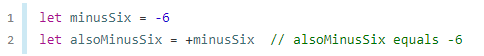 1 let minusSix = -6
2 let alsoMinusSix = +minusSix  // alsoMinusSix equals -6